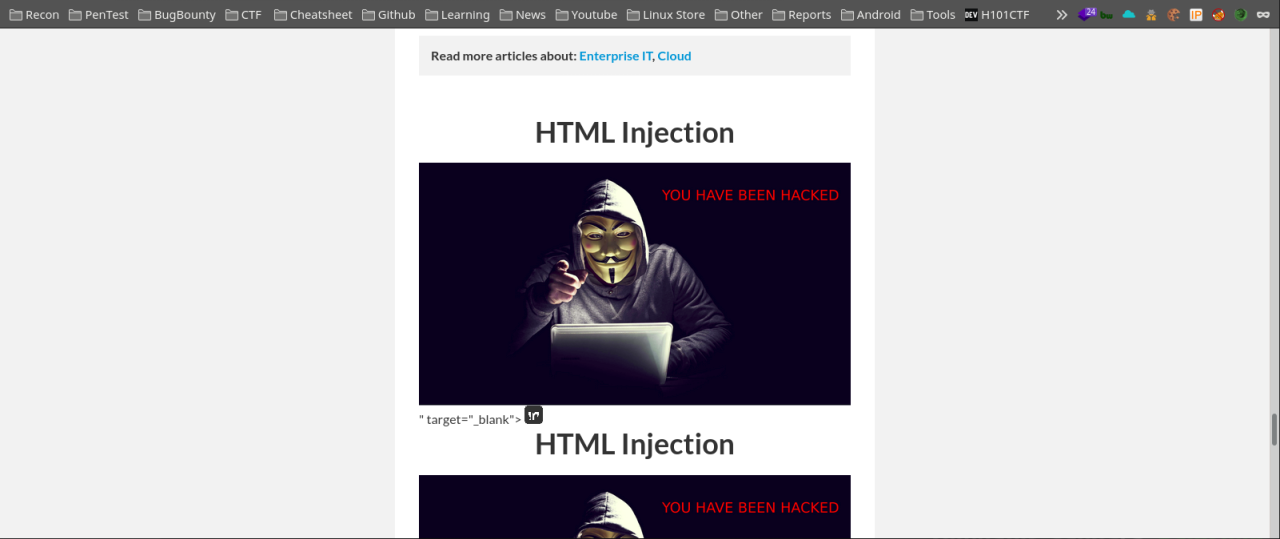 Recon PenTest BugBounty CTF Cheatsheet Github Learning News Youtube Linux Store Other Reports Android Tools DEV H101CTF » 24 bw IP
Read more articles about: Enterprise IT, Cloud
HTML Injection
YOU HAVE BEEN HACKED
" target="_blank">
HTML Injection
YOU HAVE BEEN HACKED